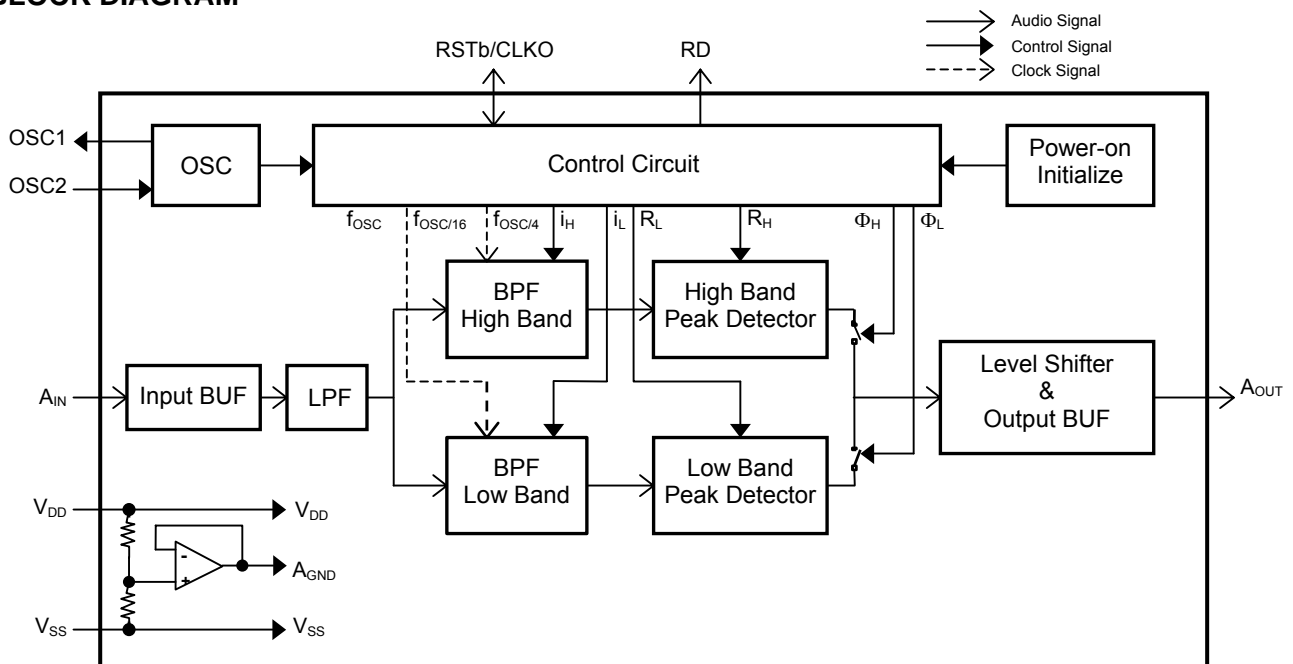 BLOCK DIAGRAM
Audio Signal
Control Signal
Clock Signal
RSTb/CLKO
RD
OSC1
OSC2
OSC
Control Circuit
Power-on
Initialize
fOSC
fOSC/16
fOSC/4
iH
iL
RL
RH
ΦH
ΦL
BPF
High Band
High Band
Peak Detector
AIN
Input BUF
LPF
Level Shifter
&
Output BUF
AOUT
BPF
Low Band
Low Band
Peak Detector
VDD
VDD
-
+
AGND
VSS
VSS